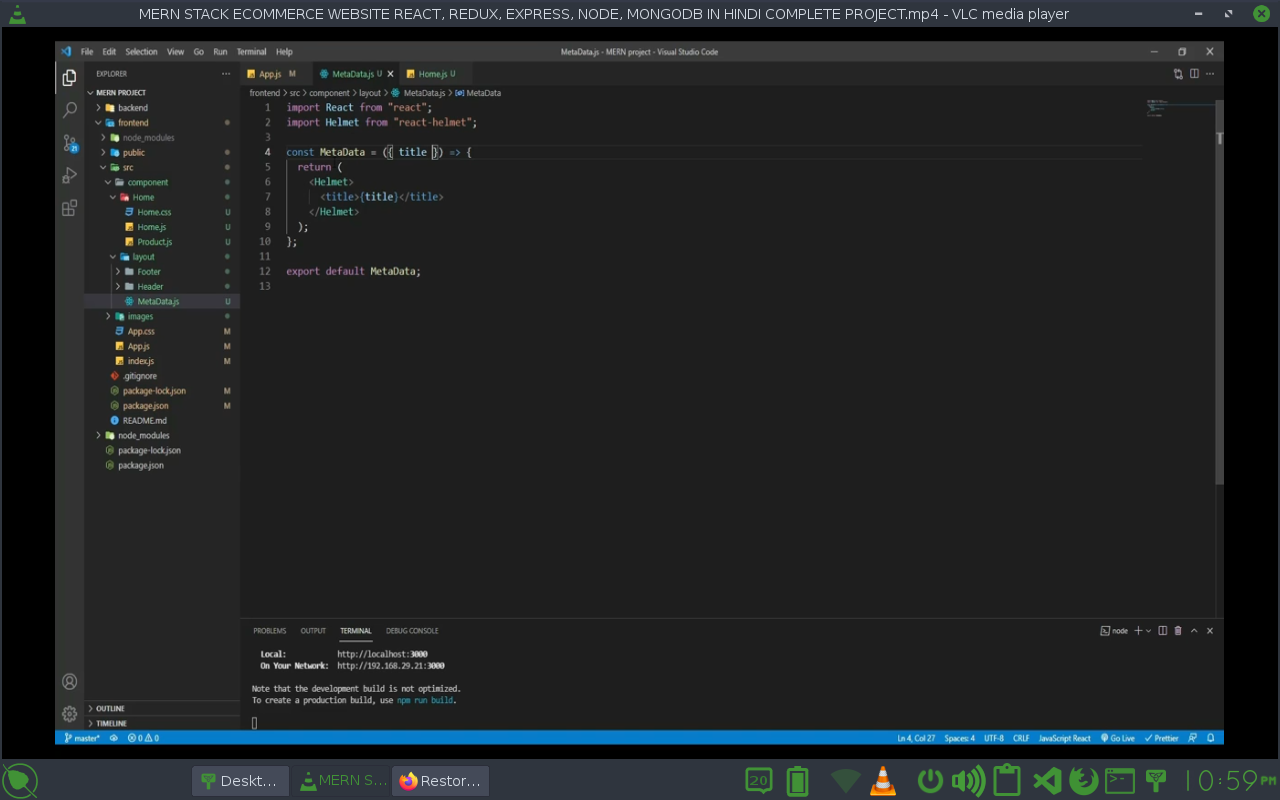 MERN STACK ECOMMERCE WEBSITE REACT, REDUX, EXPRESS, NODE, MONGODB IN HINDI COMPLETE PROJECT.mp4 - VLC media player
File Edit Selection View Go Run Terminal Help
MetaData.js - MERN project - Visual Studio Code
EXPLORER
MERN PROJECT
backend
frontend
node_modules
public
src
component
Home
Home.css U
Home.js U
Product.js U
layout
Footer
Header
MetaData.js U
images
App.css M
App.js M
index.js M
.gitignore
package-lock.json M
package.json M
README.md
node_modules
package-lock.json
package.json
OUTLINE
TIMELINE
21
App.js M
MetaData.js U
Home.js U
frontend > src > component > layout > MetaData.js > MetaData
1 import React from "react";
2 import Helmet from "react-helmet";
3
4 const MetaData = ({ title }) => {
5 return (
6 <Helmet>
7 <title>{title}</title>
8 </Helmet>
9 );
10 };
11
12 export default MetaData;
13
PROBLEMS OUTPUT TERMINAL DEBUG CONSOLE
node
Local: http://localhost:3000
On Your Network: http://192.168.29.21:3000
Note that the development build is not optimized.
To create a production build, use npm run build.
master* 0 0
Ln 4, Col 27 Spaces: 4 UTF-8 CRLF JavaScript React Go Live Prettier
Deskt... MERN S... Restor...
20
10:59 PM